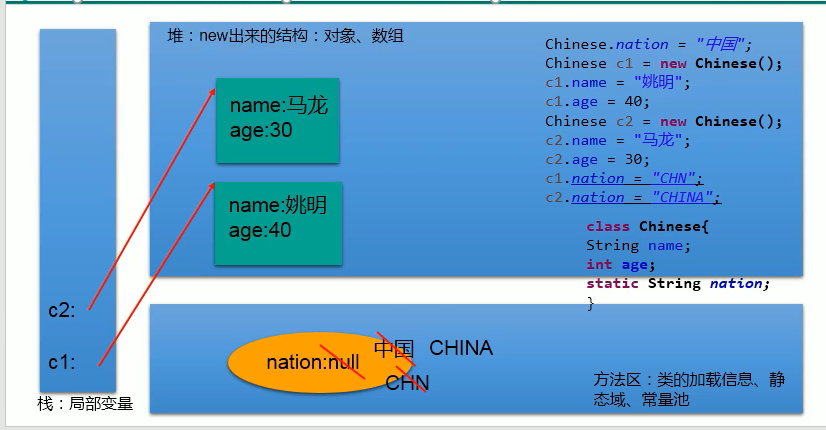 堆：new出来的结构：对象、数组
name:马龙
age:30
name:姚明
age:40
Chinese.nation = "中国";
Chinese c1 = new Chinese();
c1.name = "姚明";
c1.age = 40;
Chinese c2 = new Chinese();
c2.name = "马龙";
c2.age = 30;
c1.nation = "CHN";
c2.nation = "CHINA";
class Chinese{
String name;
int age;
static String nation;
}
c2:
c1:
栈：局部变量
nation:null
中国
CHINA
CHN
方法区：类的加载信息、静
态域、常量池